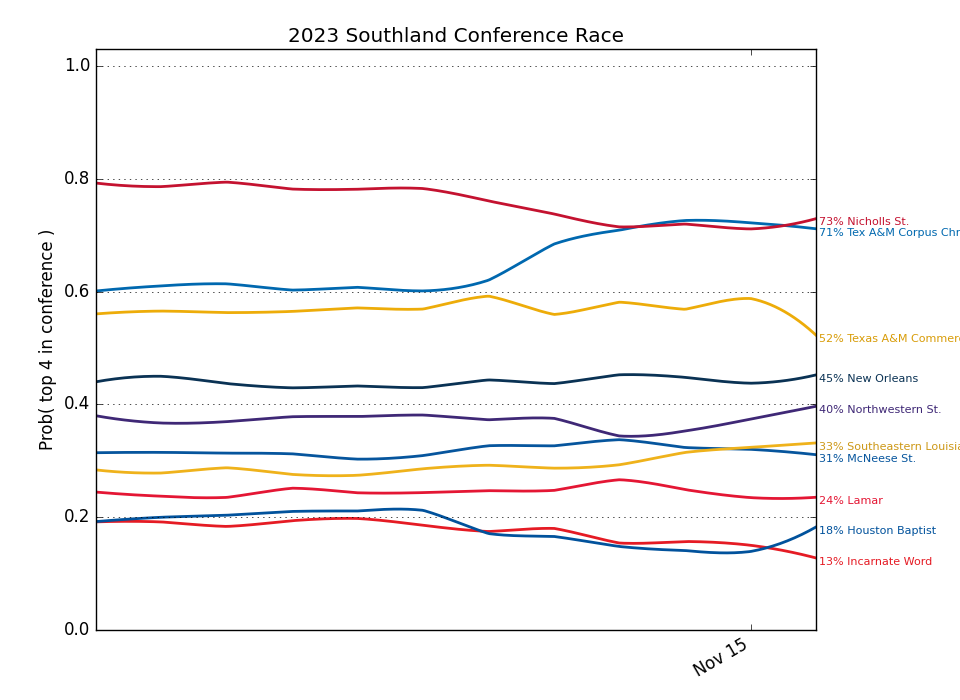 2023 Southland Conference Race
Prob( top 4 in conference )
1.0
0.8
0.6
0.4
0.2
0.0
Nov 15
73% Nicholls St.
71% Tex A&M Corpus Chr
52% Texas A&M Commer
45% New Orleans
40% Northwestern St.
33% Southeastern Louisia
31% McNeese St.
24% Lamar
18% Houston Baptist
13% Incarnate Word